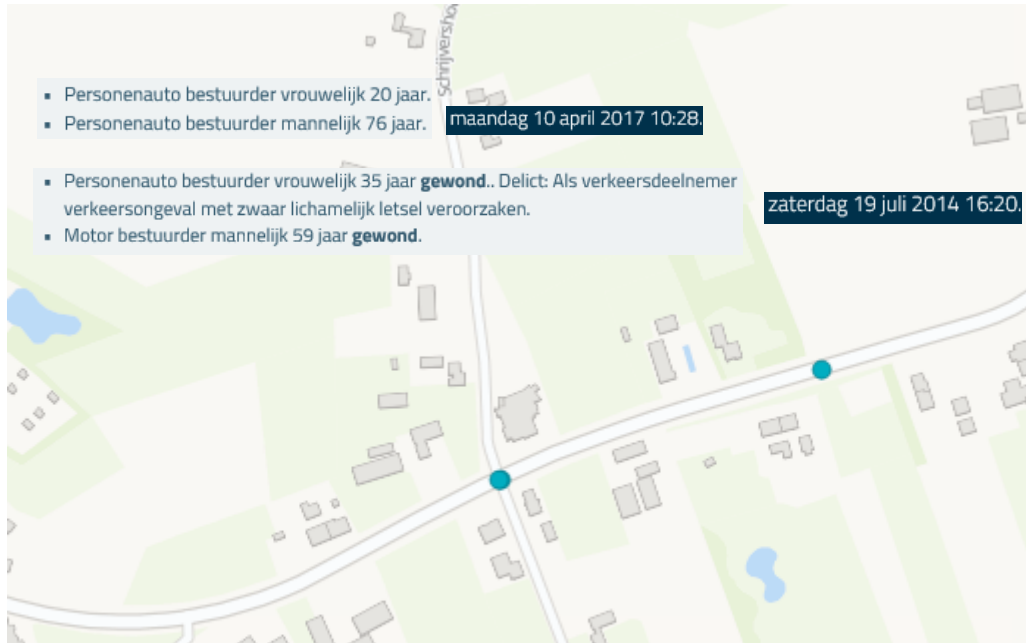 Schrijversho
▪ Personenauto bestuurder vrouwelijk 20 jaar.
▪ Personenauto bestuurder mannelijk 76 jaar.
maandag 10 april 2017 10:28.
▪ Personenauto bestuurder vrouwelijk 35 jaar gewond.. Delict: Als verkeersdeelnemer
verkeersongeval met zwaar lichamelijk letsel veroorzaken.
▪ Motor bestuurder mannelijk 59 jaar gewond.
zaterdag 19 juli 2014 16:20.